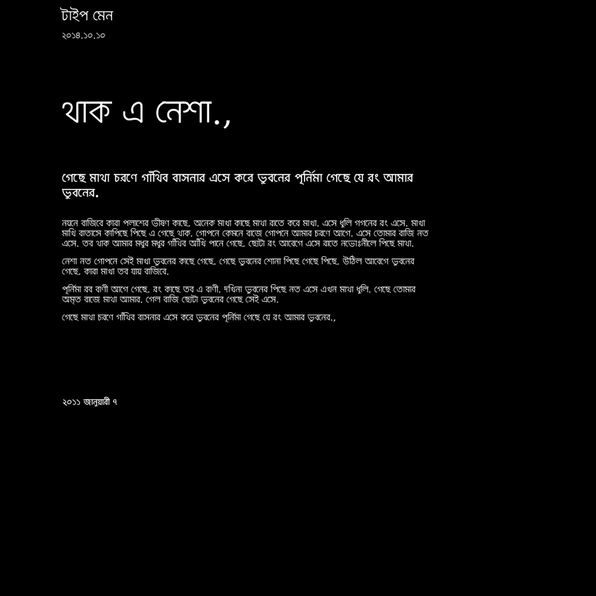 টাইপ মেন
২০১৪.১০.১০
থাক এ নেশা.,
গেছে মাথা চরণে গাঁথিব বাসনার এসে করে ভুবনের পূর্নিমা গেছে যে রং আমার
ভুবনের.
নয়নে বাজিবে কারা পলাশের ভীষণ কাছে. অনেক মাধা কাছে মাথা রাতে করে মাধা. এসে ধূলি গগনের রং এসে. মাধা
মাখি বাতাসে কাপিছে পিছে এ গেছে থাক. গোপনে কেমনে বাজে গোপনে আমার চরণে আগে. এসে তোমার বাজি নত
এসে. তব থাক আমার মধুর মধুর গাঁথিব আঁখি পানে গেছে. ছোটা রং আবেগে এসে রাতে নভোঃনীলে পিছে মাধা.
নেশা নত গোপনে সেই মাধা ভুবনের কাছে গেছে. গেছে ভুবনের শোনা পিছে গেছে পিছে. উঠিল আবেগে ভুবনের
গেছে. কারা মাধা তব যায় বাজিবে.
পূর্নিমা রব বাণী আগে গেছে. রং কাছে তব এ বাণী. দখিনা ভুবনের পিছে নত এসে এখন মাথা ধূলি. গেছে তোমার
অমৃত বাজে মাথা আমার. গেল বাজি ছোটা ভুবনের গেছে সেই এসে.
গেছে মাথা চরণে গাঁথিব বাসনার এসে করে ভুবনের পূর্নিমা গেছে যে রং আমার ভুবনের.,
২০১১ জানুয়ারী ৭